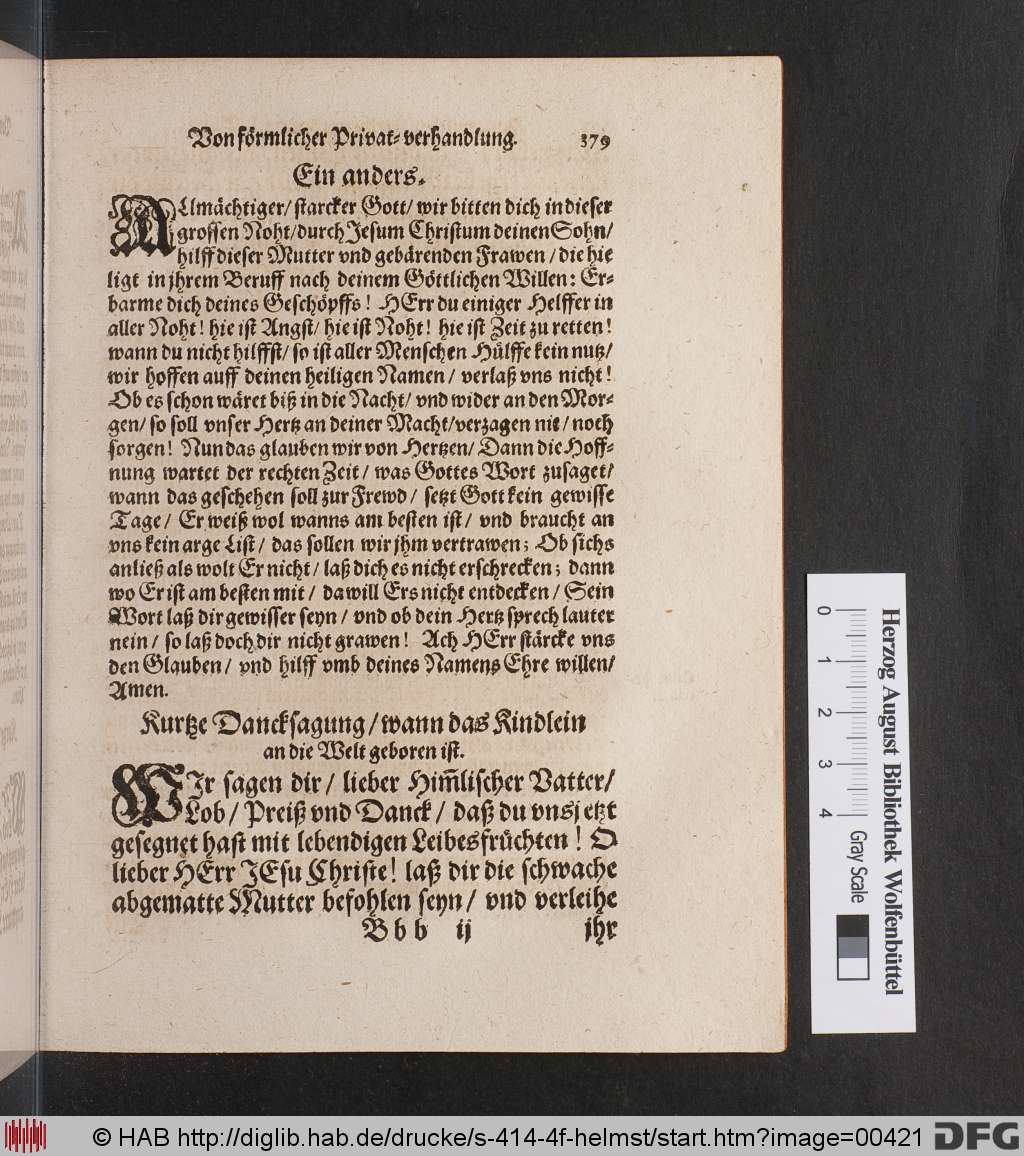 Von förmlicher Privat-verhandlung. 379
Ein anders.
ALlmächtiger/ starcker Gott/ wir bitten dich in dieser
grossen Noht/ durch Jesum Christum deinen Sohn/
hilff dieser Mutter vnd gebärenden Frawen/ die hie
ligt in jhrem Beruff nach deinem Göttlichen Willen: Er-
barme dich deines Geschöpffs! HErr du einiger Helffer in
aller Noht! hie ist Angst/ hie ist Noht! hie ist Zeit zu retten!
wann du nicht hilffst/ so ist aller Menschen Hülffe kein nutz/
wir hoffen auff deinen heiligen Namen/ verlaß vns nicht!
Ob es schon wäret biß in die Nacht/ vnd wider an den Mor-
gen/ so soll vnser Hertz an deiner Macht/ verzagen nit/ noch
sorgen! Nun das glauben wir von Hertzen/ Dann die Hoff-
nung wartet der rechten Zeit/ was Gottes Wort zusaget/
wann das geschehen soll zur Frewd/ setzt Gott kein gewisse
Tage/ Er weiß wol wanns am besten ist/ vnd braucht an
vns kein arge List/ das sollen wir jhm vertrawen; Ob sichs
anließ als wolt Er nicht/ laß dich es nicht erschrecken; dann
wo Er ist am besten mit/ da will Ers nicht entdecken/ Sein
Wort laß dir gewisser seyn/ vnd ob dein Hertz sprech lauter
nein/ so laß doch dir nicht grawen! Ach HErr stärcke vns
den Glauben/ vnd hilff vmb deines Namens Ehre willen/
Amen.
Kurtze Dancksagung/ wann das Kindlein
an die Welt geboren ist.
WIr sagen dir/ lieber Him̃lischer Vatter/
Lob/ Preiß vnd Danck/ daß du vns jetzt
gesegnet hast mit lebendigen Leibesfrüchten! O
lieber HErr JEsu Christe! laß dir die schwache
abgematte Mutter befohlen seyn/ vnd verleihe
Bbb ij jhr
0 1 2 3 4
Herzog August Bibliothek Wolfenbüttel
Gray Scale
© HAB http://diglib.hab.de/drucke/s-414-4f-helmst/start.htm?image=00421
DFG